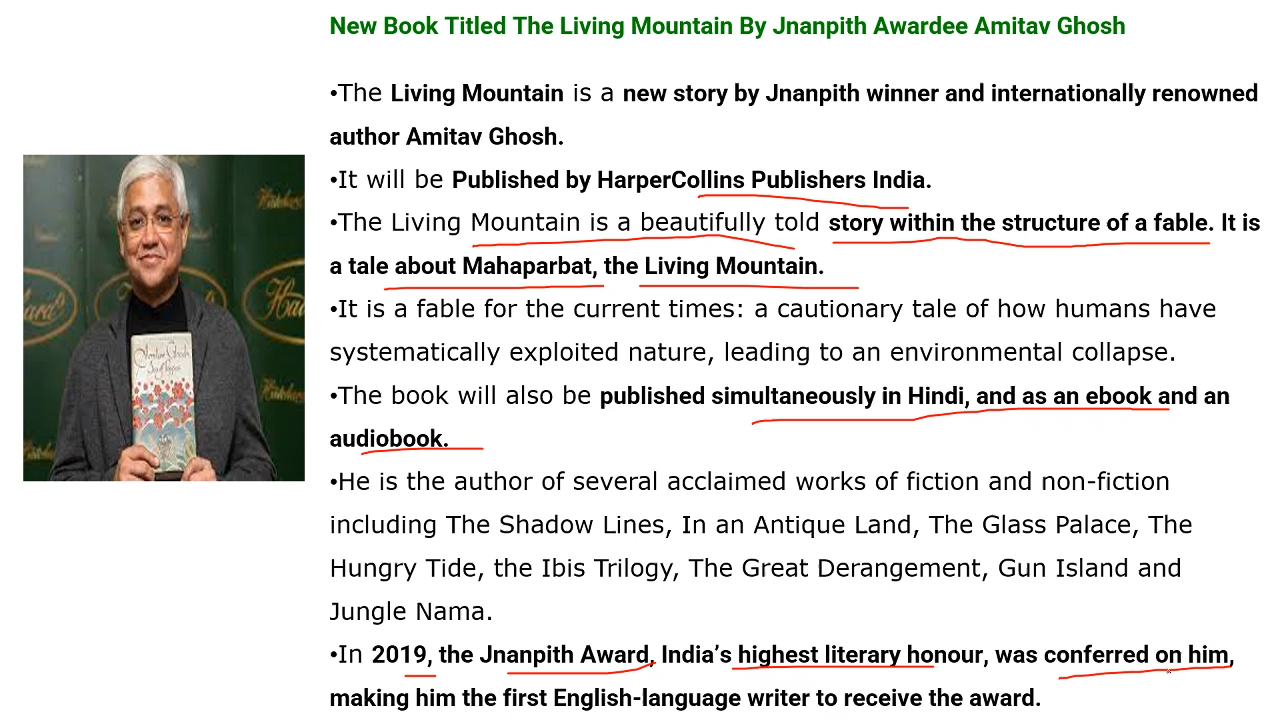 New Book Titled The Living Mountain By Jnanpith Awardee Amitav Ghosh
•The Living Mountain is a new story by Jnanpith winner and internationally renowned
author Amitav Ghosh.
•It will be Published by HarperCollins Publishers India.
•The Living Mountain is a beautifully told story within the structure of a fable. It is
a tale about Mahaparbat, the Living Mountain.
•It is a fable for the current times: a cautionary tale of how humans have
systematically exploited nature, leading to an environmental collapse.
•The book will also be published simultaneously in Hindi, and as an ebook and an
audiobook.
•He is the author of several acclaimed works of fiction and non-fiction
including The Shadow Lines, In an Antique Land, The Glass Palace, The
Hungry Tide, the Ibis Trilogy, The Great Derangement, Gun Island and
Jungle Nama.
•In 2019, the Jnanpith Award, India’s highest literary honour, was conferred on him,
making him the first English-language writer to receive the award.